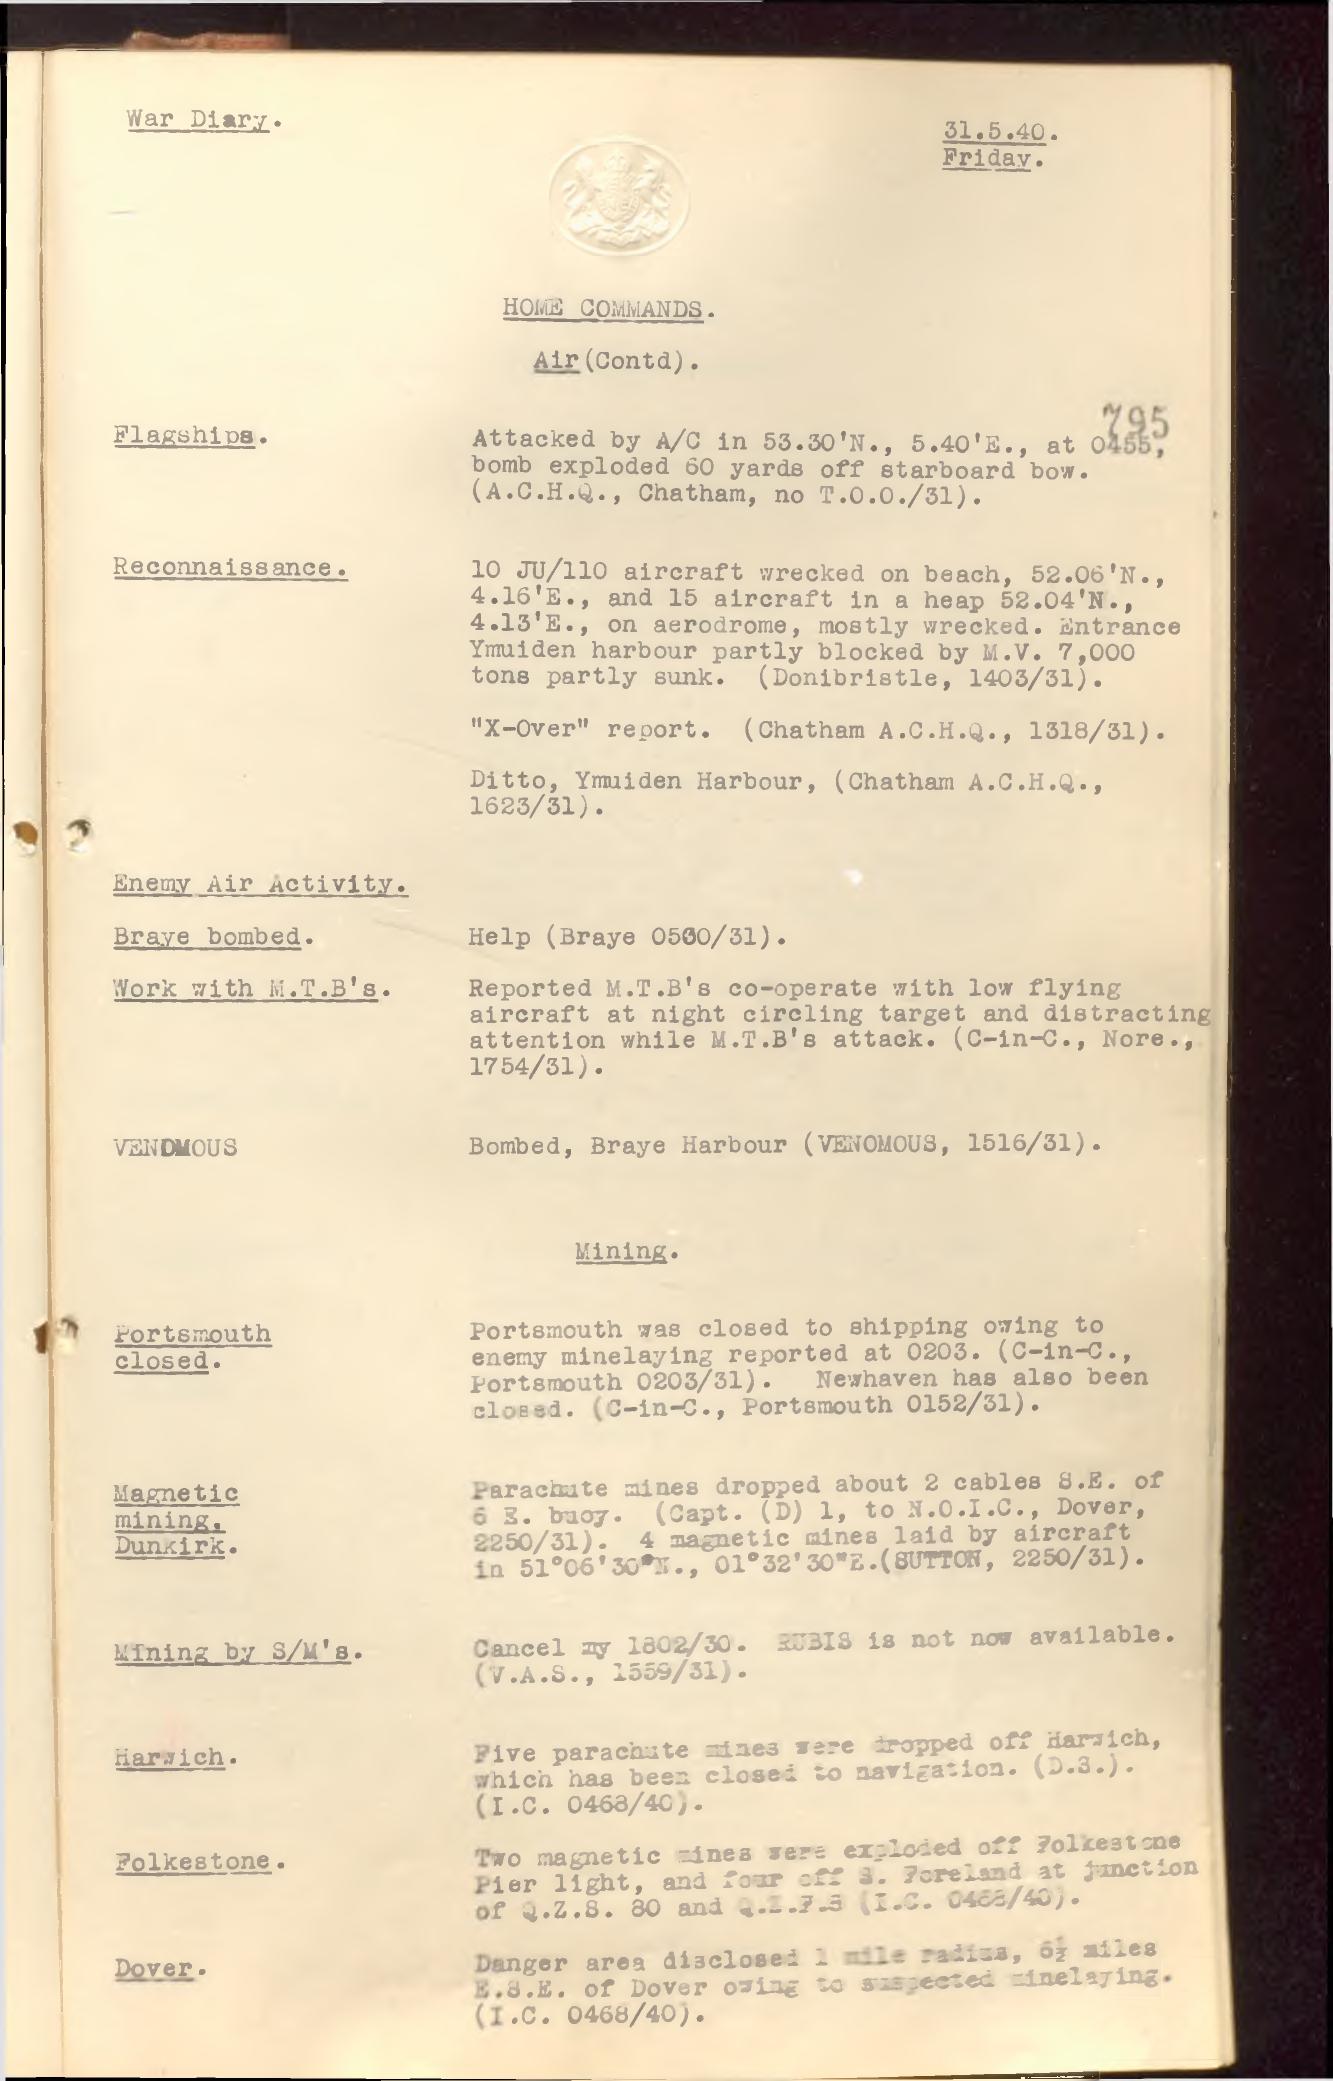 War Diary.
31.5.40.
Friday.
HOME COMMANDS.
Air (Contd).
795
Flagships.
Attacked by A/C in 53.30'N., 5.40'E., at 0455,
bomb exploded 60 yards off starboard bow.
(A.C.H.Q., Chatham, no T.O.O./31).
Reconnaissance.
10 JU/110 aircraft wrecked on beach, 52.06'N.,
4.16'E., and 15 aircraft in a heap 52.04'N.,
4.13'E., on aerodrome, mostly wrecked. Entrance
Ymuiden harbour partly blocked by M.V. 7,000
tons partly sunk. (Donibristle, 1403/31).
"X-Over" report. (Chatham A.C.H.Q., 1318/31).
Ditto, Ymuiden Harbour, (Chatham A.C.H.Q.,
1623/31).
Enemy Air Activity.
Braye bombed.
Help (Braye /31).
Work with M.T.B's.
Reported M.T.B's co-operate with low flying
aircraft at night circling target and distracting
attention while M.T.B's attack. (C-in-C., Nore.,
1754/31).
VENOMOUS
Bombed, Braye Harbour (VENOMOUS, 1516/31).
Mining.
Portsmouth
closed.
Portsmouth was closed to shipping owing to
enemy minelaying reported at 0203. (C-in-C.,
Portsmouth 0203/31). Newhaven has also been
closed. (C-in-C., Portsmouth 0152/31).
Magnetic
mining.
Dunkirk.
Parachute mines dropped about 2 cables S.E. of
6 E. buoy. (Capt. (D) 1, to N.O.I.C., Dover,
2250/31). 4 magnetic mines laid by aircraft
in 51°06'30"N., 01°32'30"E.(SUTTON, 2250/31).
Mining by S/M's.
Cancel my 1802/30. RUBIS is not now available.
(V.A.S., 1559/31).
Harwich.
Five parachute mines were dropped off Harwich,
which has been closed to navigation. (D.S.).
(I.C. 0468/40).
Folkestone.
Two magnetic mines were exploded off Folkestone
Pier light, and four off S. Foreland at junction
of Q.Z.S. 80 and (I.C. 0468/40).
Dover.
Danger area disclosed 1 mile radius, 6½ miles
E.S.E. of Dover owing to suspected minelaying.
(I.C. 0468/40).